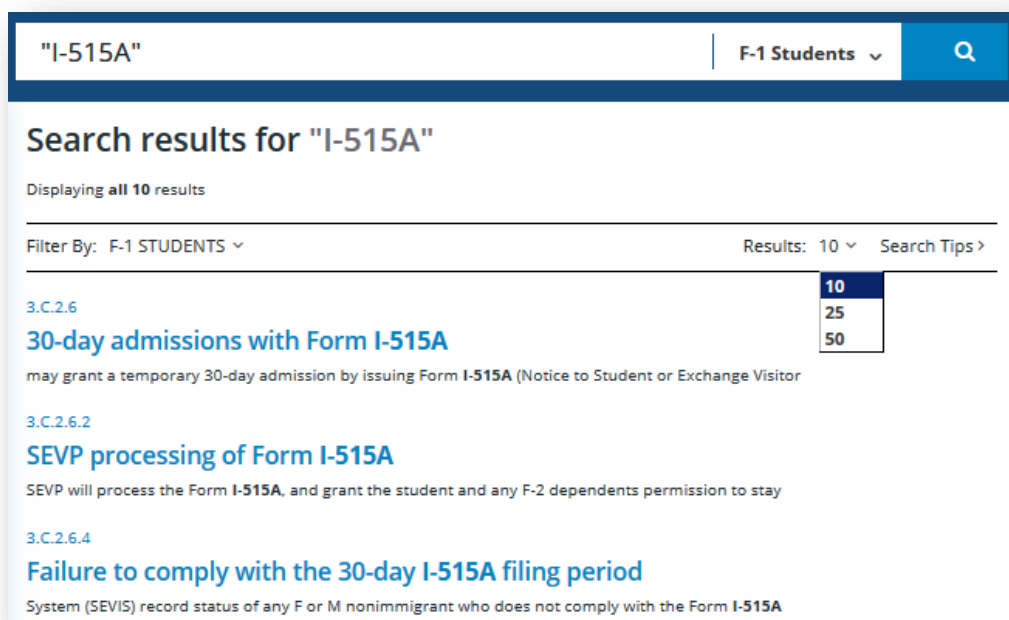 "I-515A" F-1 Students
Search results for "I-515A"
Displaying all 10 results
Filter By: F-1 STUDENTS Results: 10 Search Tips >
10
25
50
3.C.2.6
30-day admissions with Form I-515A
may grant a temporary 30-day admission by issuing Form I-515A (Notice to Student or Exchange Visitor
3.C.2.6.2
SEVP processing of Form I-515A
SEVP will process the Form I-515A, and grant the student and any F-2 dependents permission to stay
3.C.2.6.4
Failure to comply with the 30-day I-515A filing period
System (SEVIS) record status of any F or M nonimmigrant who does not comply with the Form I-515A